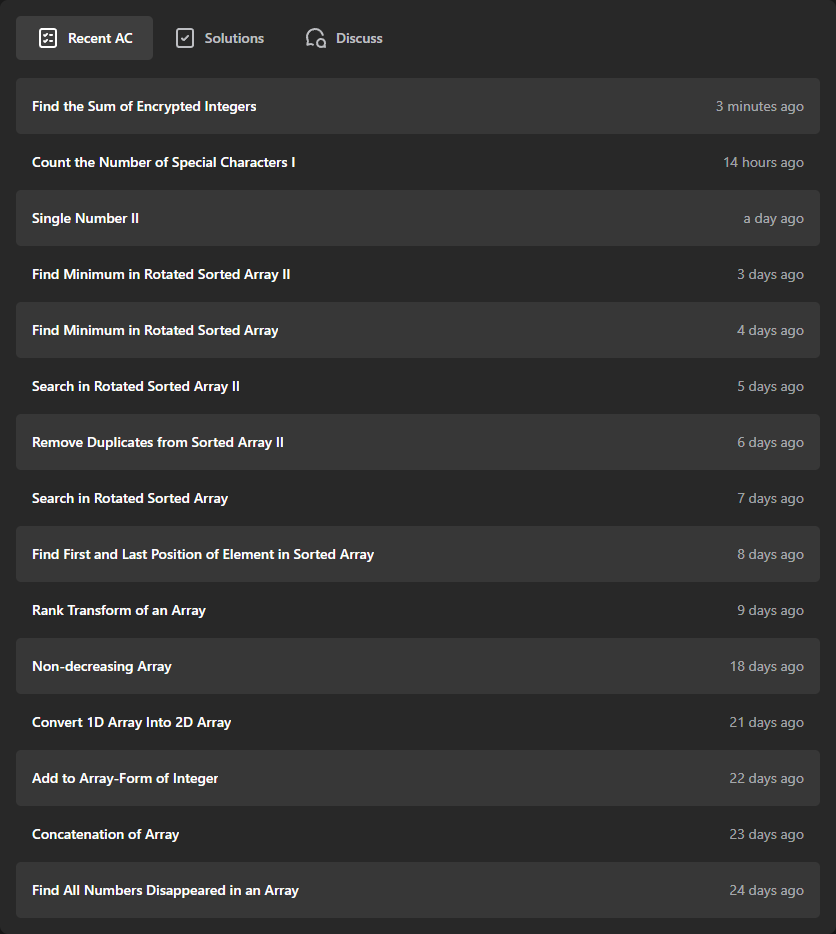 Recent AC Solutions Discuss
Find the Sum of Encrypted Integers 3 minutes ago
Count the Number of Special Characters I 14 hours ago
Single Number II a day ago
Find Minimum in Rotated Sorted Array II 3 days ago
Find Minimum in Rotated Sorted Array 4 days ago
Search in Rotated Sorted Array II 5 days ago
Remove Duplicates from Sorted Array II 6 days ago
Search in Rotated Sorted Array 7 days ago
Find First and Last Position of Element in Sorted Array 8 days ago
Rank Transform of an Array 9 days ago
Non-decreasing Array 18 days ago
Convert 1D Array Into 2D Array 21 days ago
Add to Array-Form of Integer 22 days ago
Concatenation of Array 23 days ago
Find All Numbers Disappeared in an Array 24 days ago